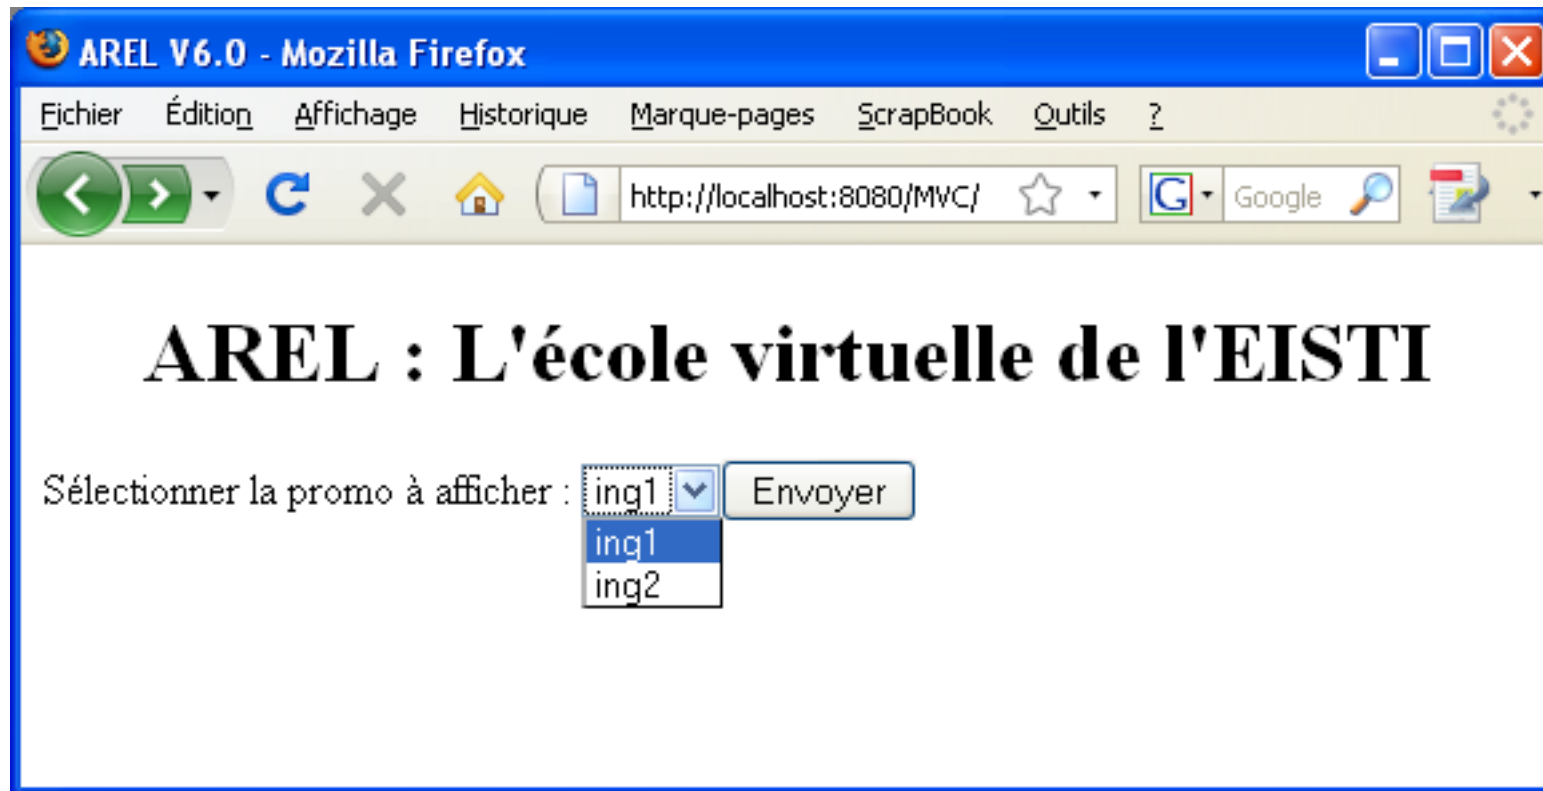 AREL V6.0 - Mozilla Firefox
Fichier Édition Affichage Historique Marque-pages ScrapBook Outils ?
http://localhost:8080/MVC/ G Google
AREL : L'école virtuelle de l'EISTI
Sélectionner la promo à afficher : ing1 Envoyer
ing1
ing2